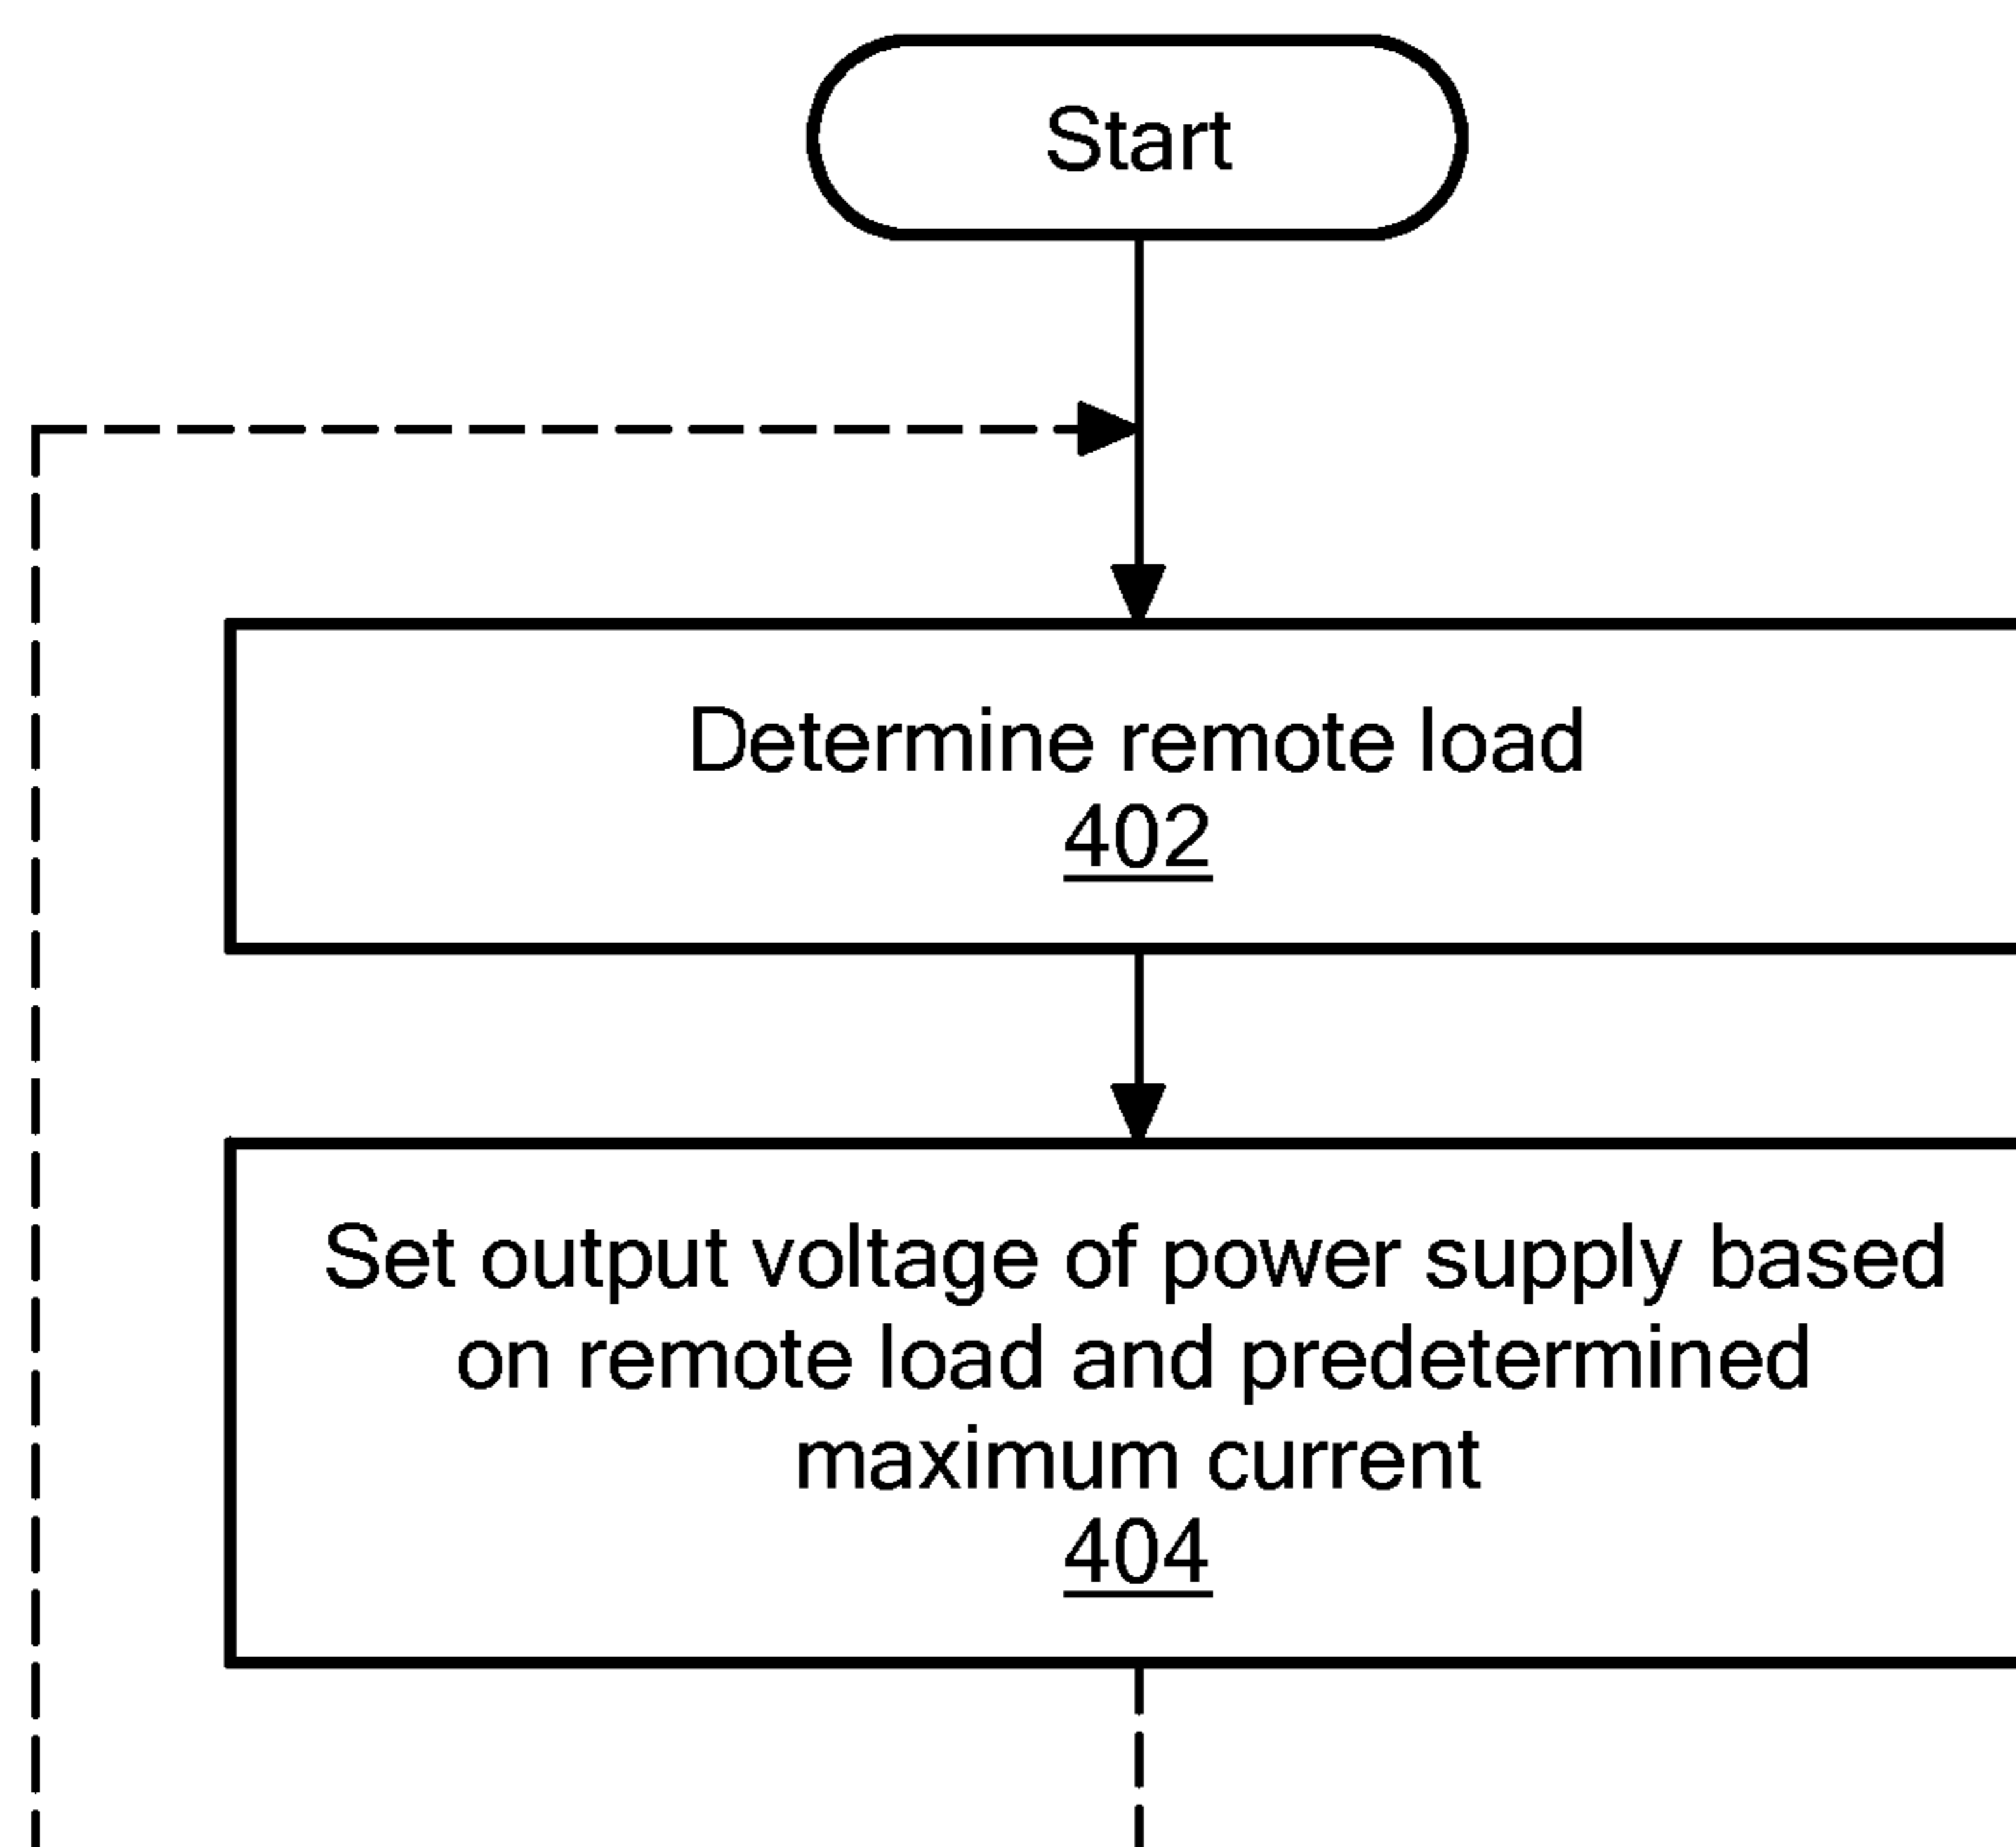 Start
Determine remote load
402
Set output voltage of power supply based
on remote load and predetermined
maximum current
404